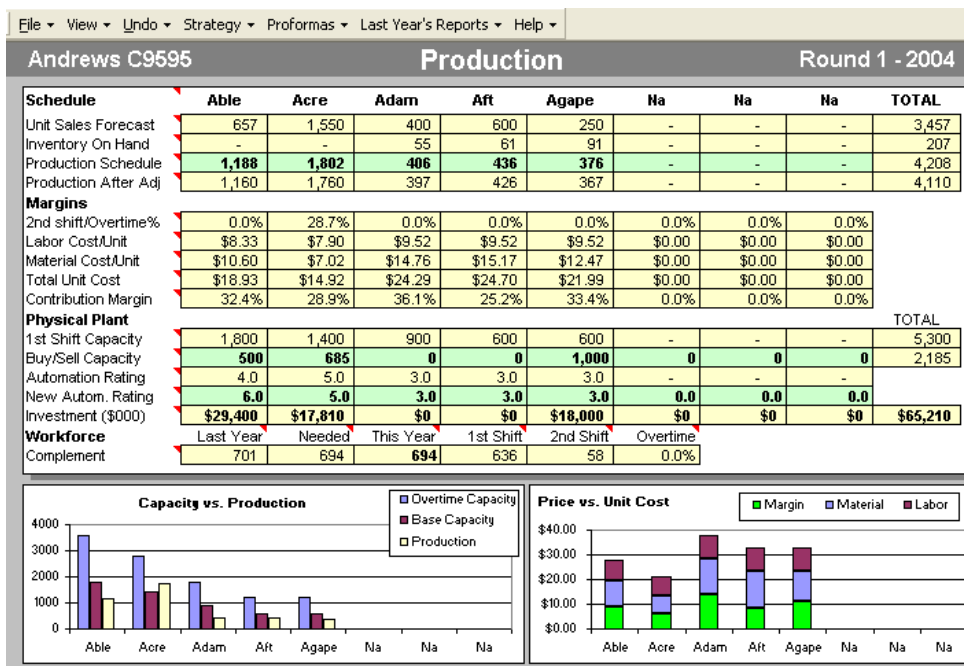 File View Undo Strategy Proformas Last Year's Reports Help
Andrews C9595 Production Round 1 - 2004
Schedule Able Acre Adam Aft Agape Na Na Na TOTAL
Unit Sales Forecast 657 1,550 400 600 250 - - - 3,457
Inventory On Hand - - 55 61 91 - - - 207
Production Schedule 1,188 1,802 406 436 376 - - - 4,208
Production After Adj 1,160 1,760 397 426 367 - - - 4,110
Margins
2nd shift/Overtime% 0.0% 28.7% 0.0% 0.0% 0.0% 0.0% 0.0% 0.0%
Labor Cost/Unit $8.33 $7.90 $9.52 $9.52 $9.52 $0.00 $0.00 $0.00
Material Cost/Unit $10.60 $7.02 $14.76 $15.17 $12.47 $0.00 $0.00 $0.00
Total Unit Cost $18.93 $14.92 $24.29 $24.70 $21.99 $0.00 $0.00 $0.00
Contribution Margin 32.4% 28.9% 36.1% 25.2% 33.4% 0.0% 0.0% 0.0%
Physical Plant TOTAL
1st Shift Capacity 1,800 1,400 900 600 600 - - - 5,300
Buy/Sell Capacity 500 685 0 0 1,000 0 0 0 2,185
Automation Rating 4.0 5.0 3.0 3.0 3.0 - - -
New Autom. Rating 6.0 5.0 3.0 3.0 3.0 0.0 0.0 0.0
Investment ($000) $29,400 $17,810 $0 $0 $18,000 $0 $0 $0 $65,210
Workforce Last Year Needed This Year 1st Shift 2nd Shift Overtime
Complement 701 694 694 636 58 0.0%
Capacity vs. Production
Overtime Capacity
Base Capacity
Production
4000
3000
2000
1000
0
Able Acre Adam Aft Agape Na Na Na
Price vs. Unit Cost
Margin Material Labor
$40.00
$30.00
$20.00
$10.00
$0.00
Able Acre Adam Aft Agape Na Na Na